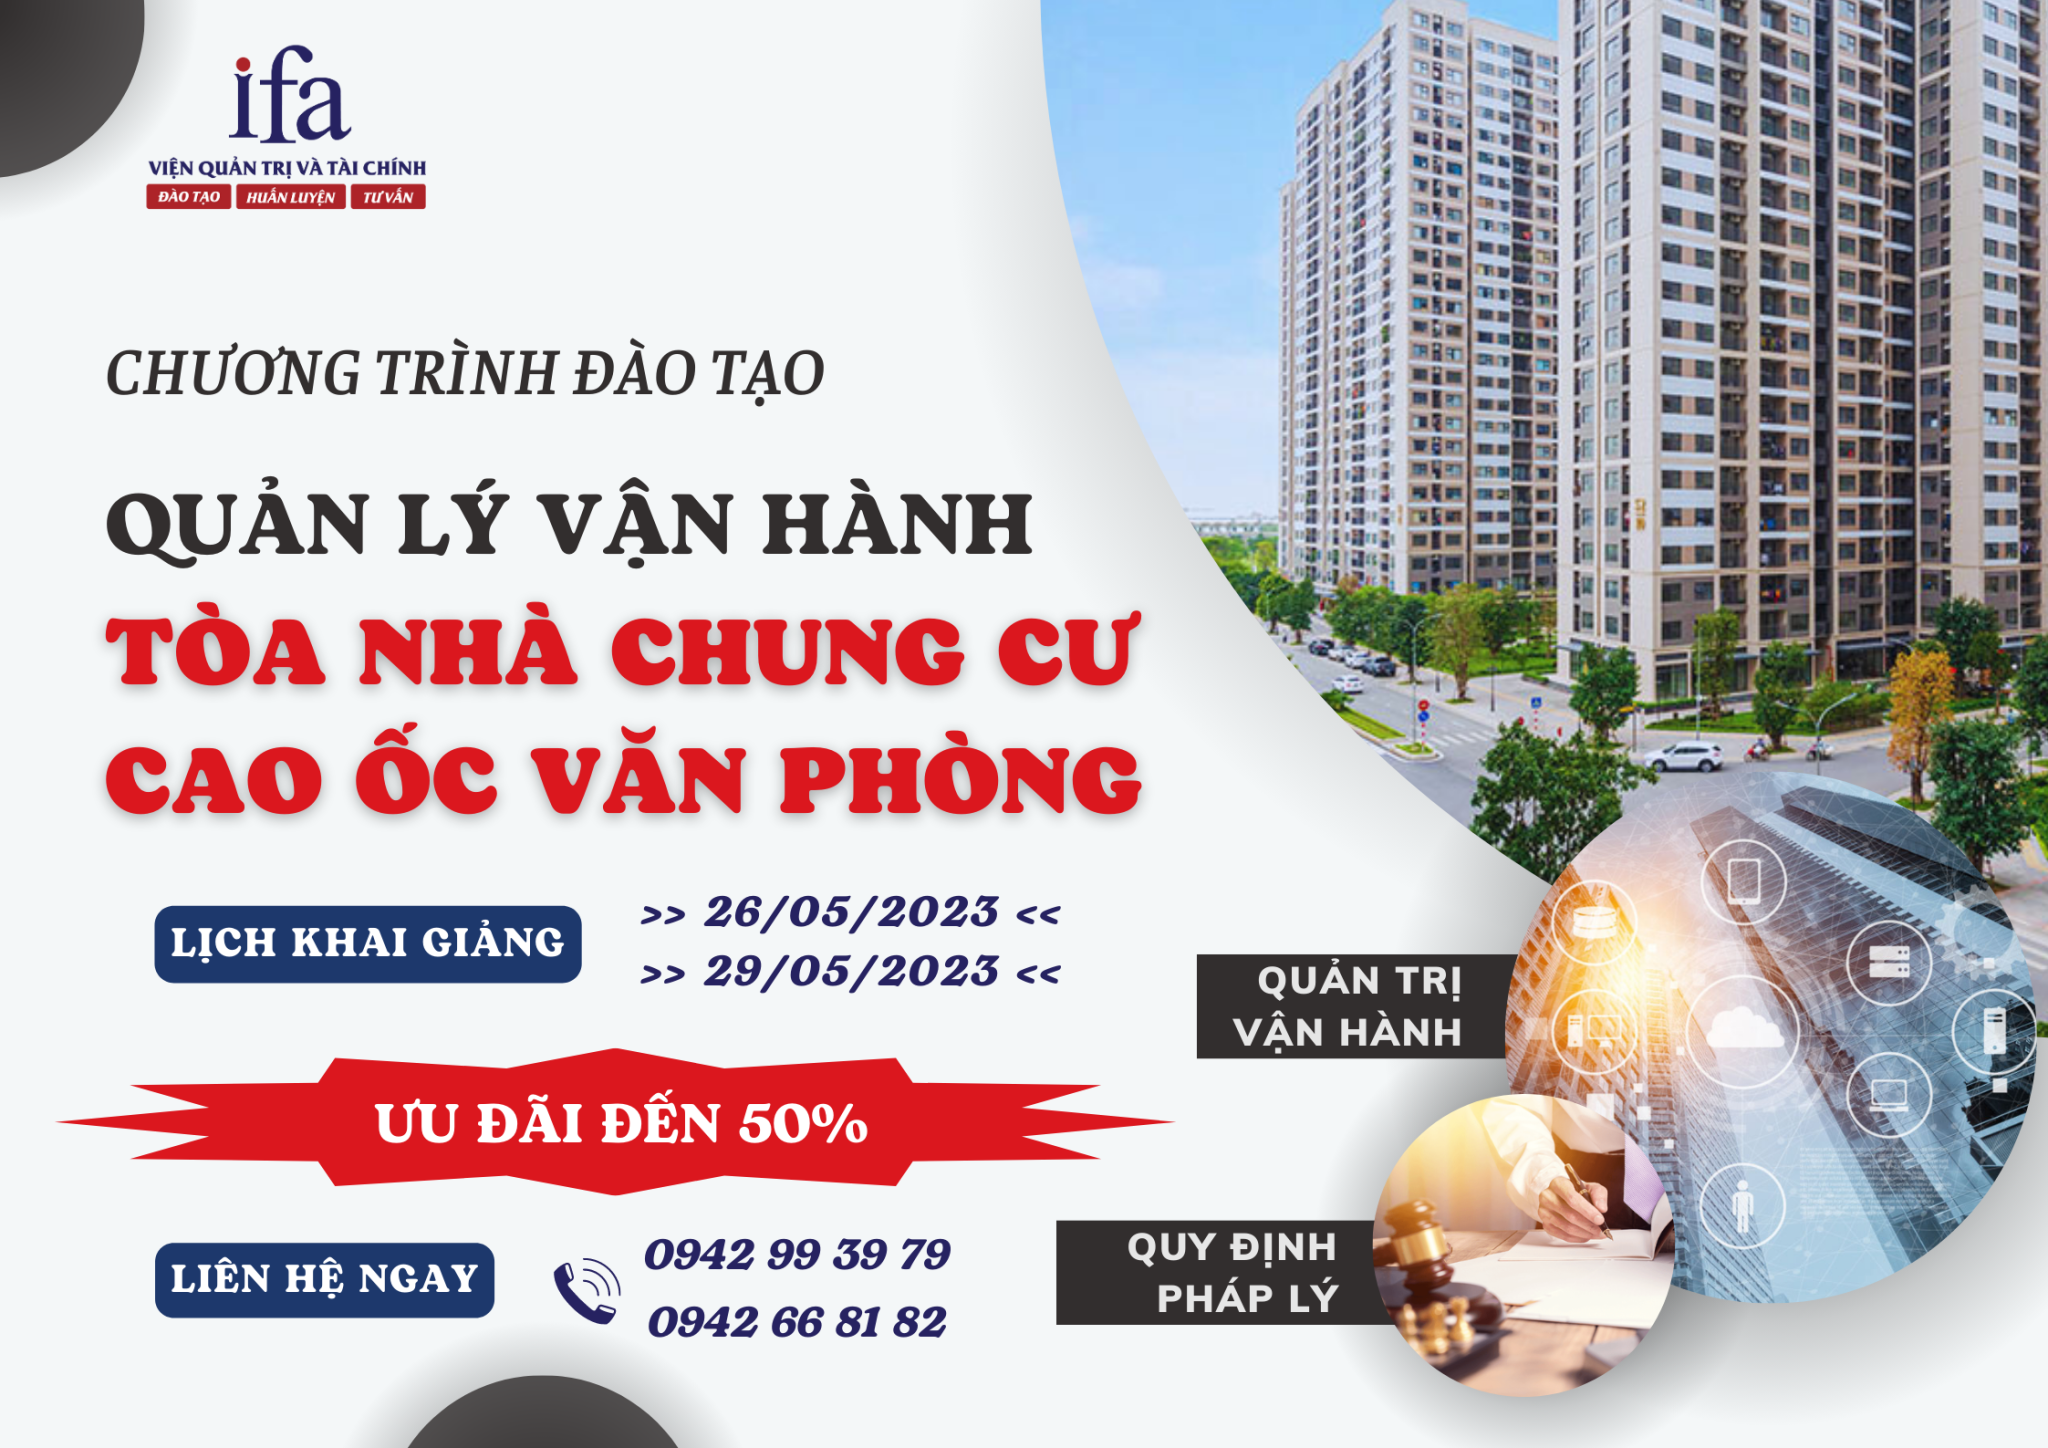 ifa
VIỆN QUẢN TRỊ VÀ TÀI CHÍNH
ĐÀO TẠO HUẤN LUYỆN TƯ VẤN
CHƯƠNG TRÌNH ĐÀO TẠO
QUẢN LÝ VẬN HÀNH
TÒA NHÀ CHUNG CƯ
CAO ỐC VĂN PHÒNG
LỊCH KHAI GIẢNG
>> 26/05/2023 <<
>> 29/05/2023 <<
ƯU ĐÃI ĐẾN 50%
LIÊN HỆ NGAY
0942 99 39 79
0942 66 81 82
QUẢN TRỊ
VẬN HÀNH
QUY ĐỊNH
PHÁP LÝ